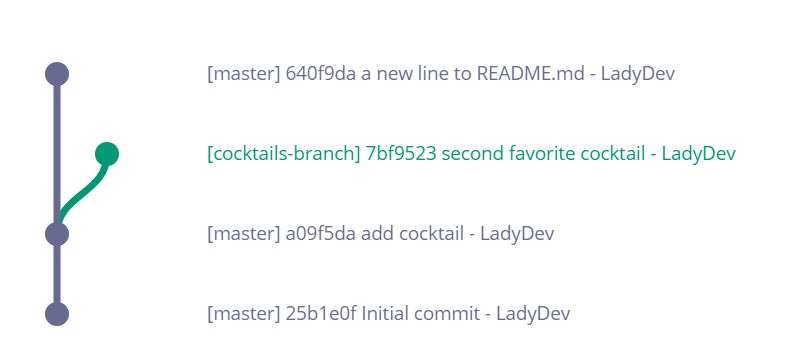 [master] 640f9da a new line to README.md - LadyDev
[cocktails-branch] 7bf9523 second favorite cocktail - LadyDev
[master] a09f5da add cocktail - LadyDev
[master] 25b1e0f Initial commit - LadyDev